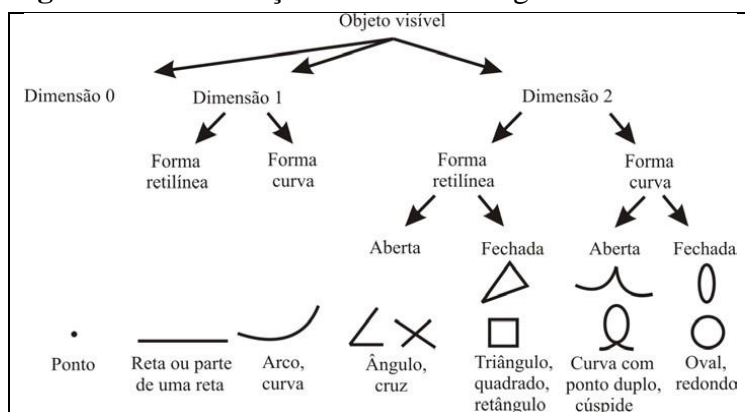 Objeto visível
Dimensão 0
Dimensão 1
Dimensão 2
Forma
retilínea
Forma
curva
Forma
retilínea
Forma
curva
Aberta
Fechada
Aberta
Fechada
Ponto
Reta ou parte
de uma reta
Arco,
curva
Ângulo,
cruz
Triângulo,
quadrado,
retângulo
Curva com
ponto duplo,
cúspide
Oval,
redondo